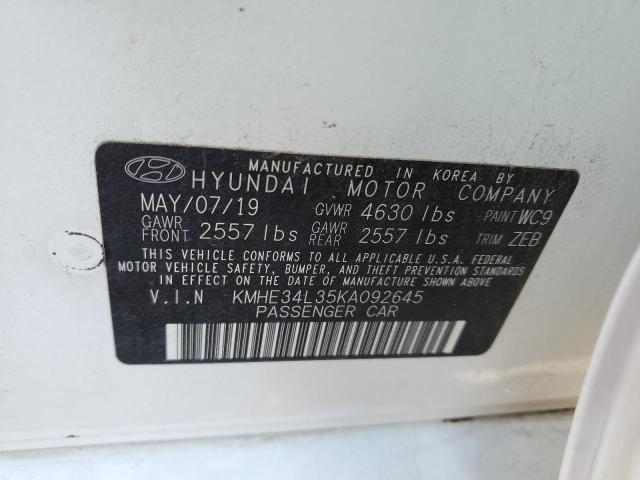 MANUFACTURED IN KOREA BY
HYUNDAI MOTOR COMPANY
MAY/07/19 GVWR 4630 lbs PAINT WC9
GAWR FRONT 2557 lbs GAWR REAR 2557 lbs TRIM ZEB
THIS VEHICLE CONFORMS TO ALL APPLICABLE U.S.A. FEDERAL
MOTOR VEHICLE SAFETY, BUMPER, AND THEFT PREVENTION STANDARDS
IN EFFECT ON THE DATE OF MANUFACTURE SHOWN ABOVE.
V.I.N KMHE34L35KA092645
PASSENGER CAR